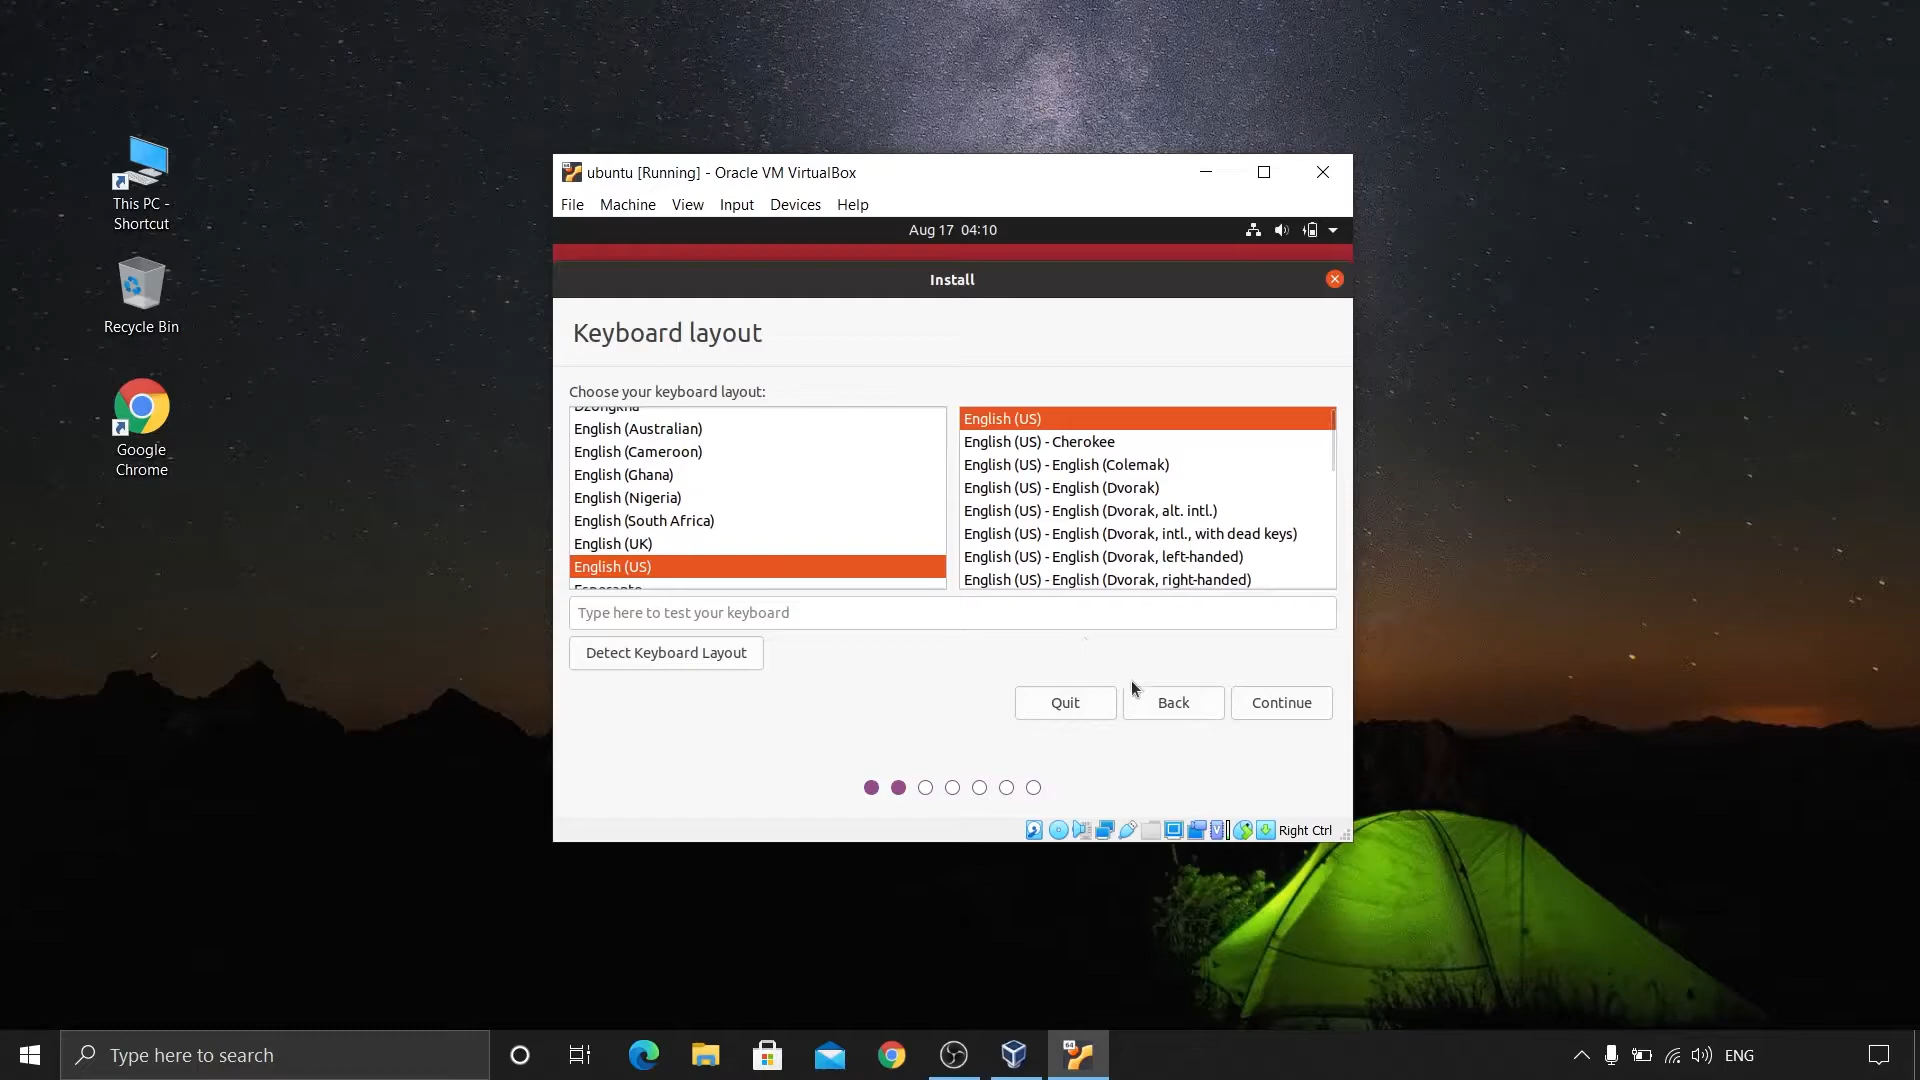 This PC -
Shortcut
Recycle Bin
Google
Chrome
ubuntu [Running] - Oracle VM VirtualBox
File Machine View Input Devices Help
Aug 17 04:10
Install
Keyboard layout
Choose your keyboard layout:
Dzongkha
English (Australian)
English (Cameroon)
English (Ghana)
English (Nigeria)
English (South Africa)
English (UK)
English (US)
Esperanto
English (US)
English (US) - Cherokee
English (US) - English (Colemak)
English (US) - English (Dvorak)
English (US) - English (Dvorak, alt. intl.)
English (US) - English (Dvorak, intl., with dead keys)
English (US) - English (Dvorak, left-handed)
English (US) - English (Dvorak, right-handed)
Type here to test your keyboard
Detect Keyboard Layout
Quit Back Continue
Right Ctrl
Type here to search
64
ENG